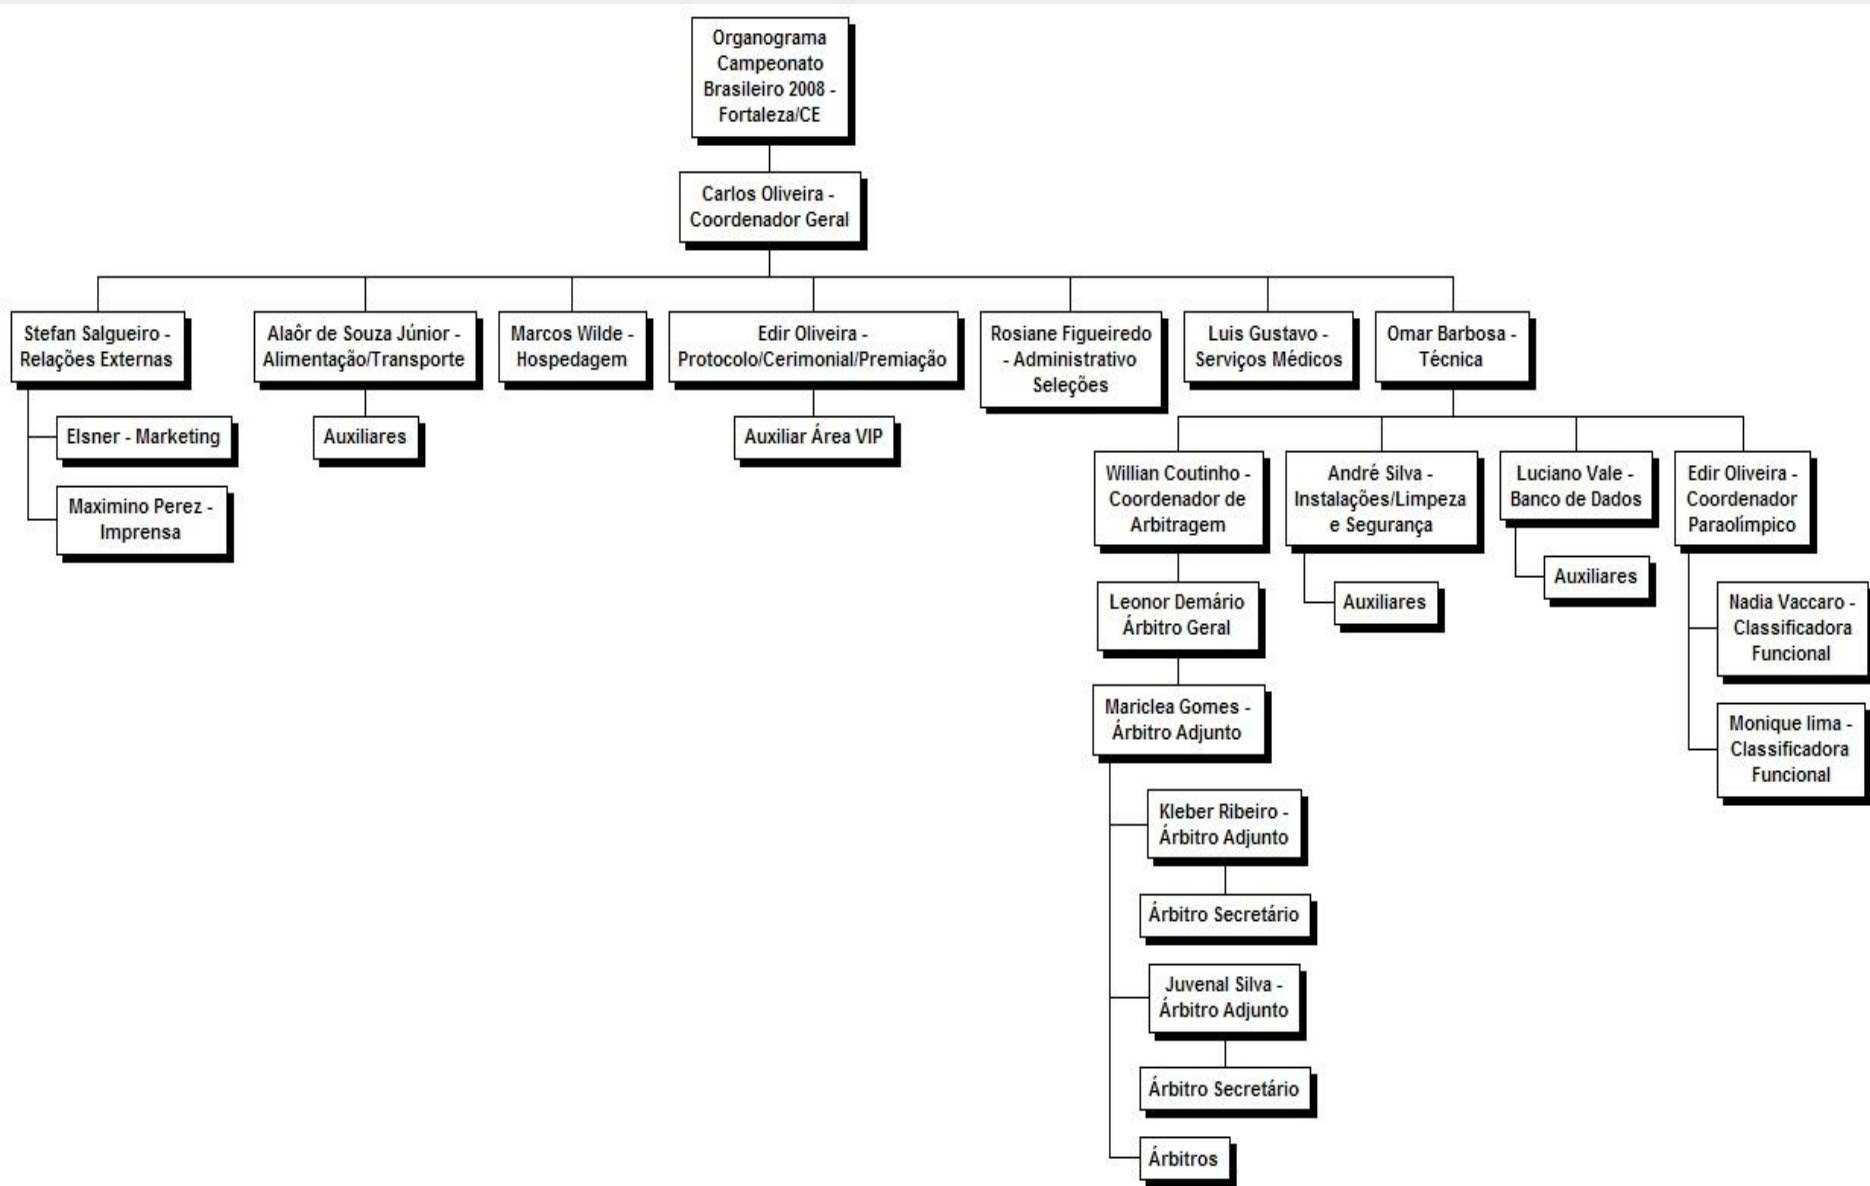 Organograma
Campeonato
Brasileiro 2008 -
Fortaleza/CE
Carlos Oliveira -
Coordenador Geral
Stefan Salgueiro -
Relações Externas
Alaôr de Souza Júnior -
Alimentação/Transporte
Marcos Wilde -
Hospedagem
Edir Oliveira -
Protocolo/Cerimonial/Premiação
Rosiane Figueiredo
- Administrativo
Seleções
Luis Gustavo -
Serviços Médicos
Omar Barbosa -
Técnica
Elsner - Marketing
Maximino Perez -
Imprensa
Auxiliares
Auxiliar Área VIP
Willian Coutinho -
Coordenador de
Arbitragem
André Silva -
Instalações/Limpeza
e Segurança
Luciano Vale -
Banco de Dados
Edir Oliveira -
Coordenador
Paraolímpico
Leonor Demário
Árbitro Geral
Auxiliares
Auxiliares
Nadia Vaccaro -
Classificadora
Funcional
Mariclea Gomes -
Árbitro Adjunto
Monique lima -
Classificadora
Funcional
Kleber Ribeiro -
Árbitro Adjunto
Árbitro Secretário
Juvenal Silva -
Árbitro Adjunto
Árbitro Secretário
Árbitros